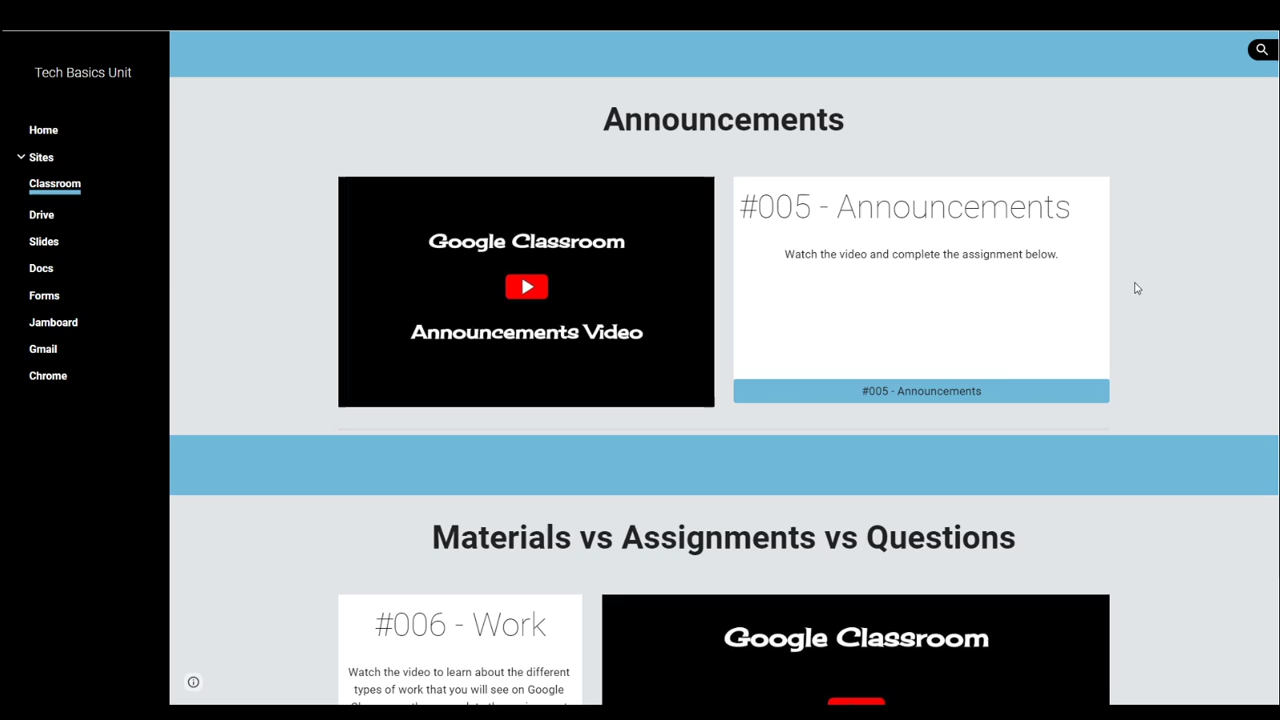 Tech Basics Unit
Home
Sites
Classroom
Drive
Slides
Docs
Forms
Jamboard
Gmail
Chrome
Announcements
Google Classroom
Announcements Video
#005 - Announcements
Watch the video and complete the assignment below.
#005 - Announcements
Materials vs Assignments vs Questions
#006 - Work
Watch the video to learn about the different
types of work that you will see on Google
Google Classroom